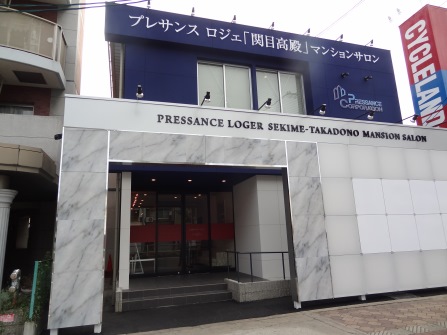 プレサンス ロジェ「関目高殿」マンションサロン
PRESSANCE
CORPORATION
CYCLELAND
PRESSANCE LOGER SEKIME-TAKADONO MANSION SALON